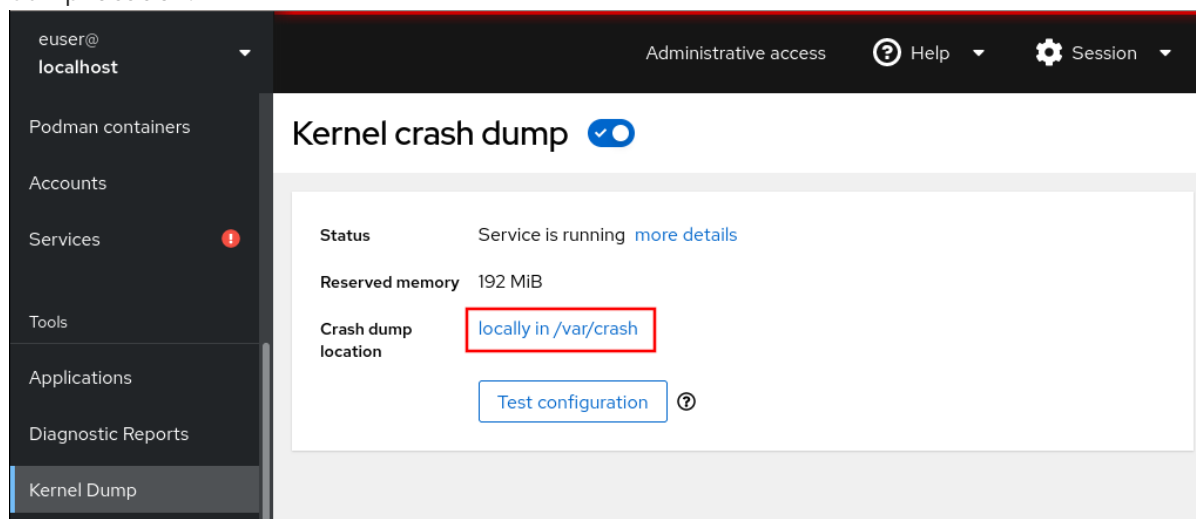 euser@
localhost
Administrative access
Help
Session
Podman containers
Accounts
Services
Tools
Applications
Diagnostic Reports
Kernel Dump
Kernel crash dump
Status Service is running more details
Reserved memory 192 MiB
Crash dump location locally in /var/crash
Test configuration